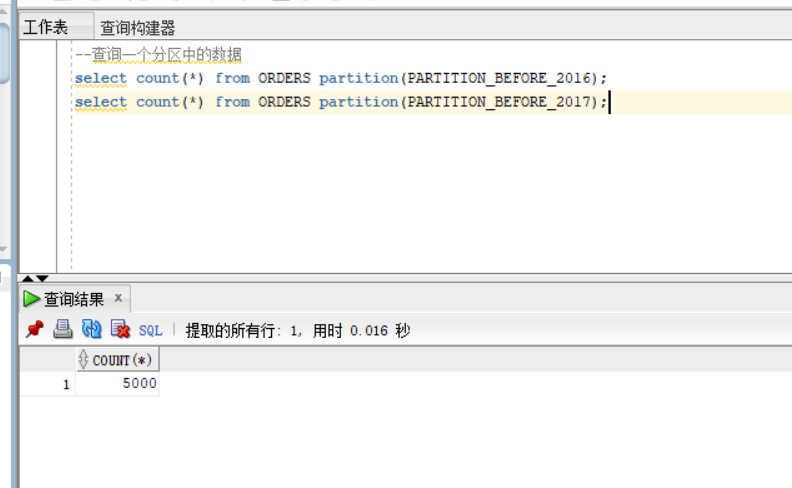 工作表 查询构建器
--查询一个分区中的数据
select count(*) from ORDERS partition(PARTITION_BEFORE_2016);
select count(*) from ORDERS partition(PARTITION_BEFORE_2017);
查询结果 x
SQL | 提取的所有行: 1, 用时 0.016 秒
COUNT(*)
1 5000